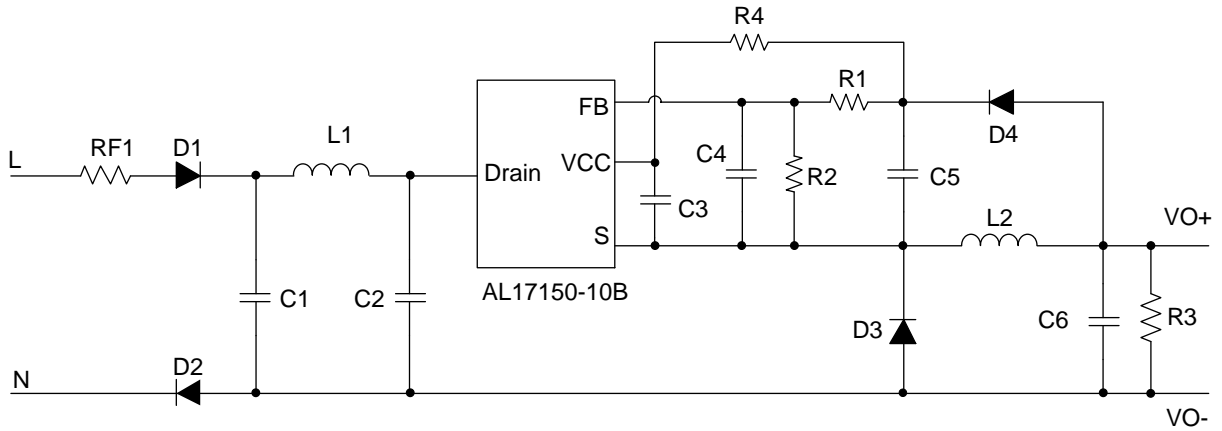 R4
FB
R1
D4
L
RF1
D1
L1
Drain
VCC
C4
R2
C5
C3
L2
VO+
S
AL17150-10B
C1
C2
D3
C6
R3
N
D2
VO-